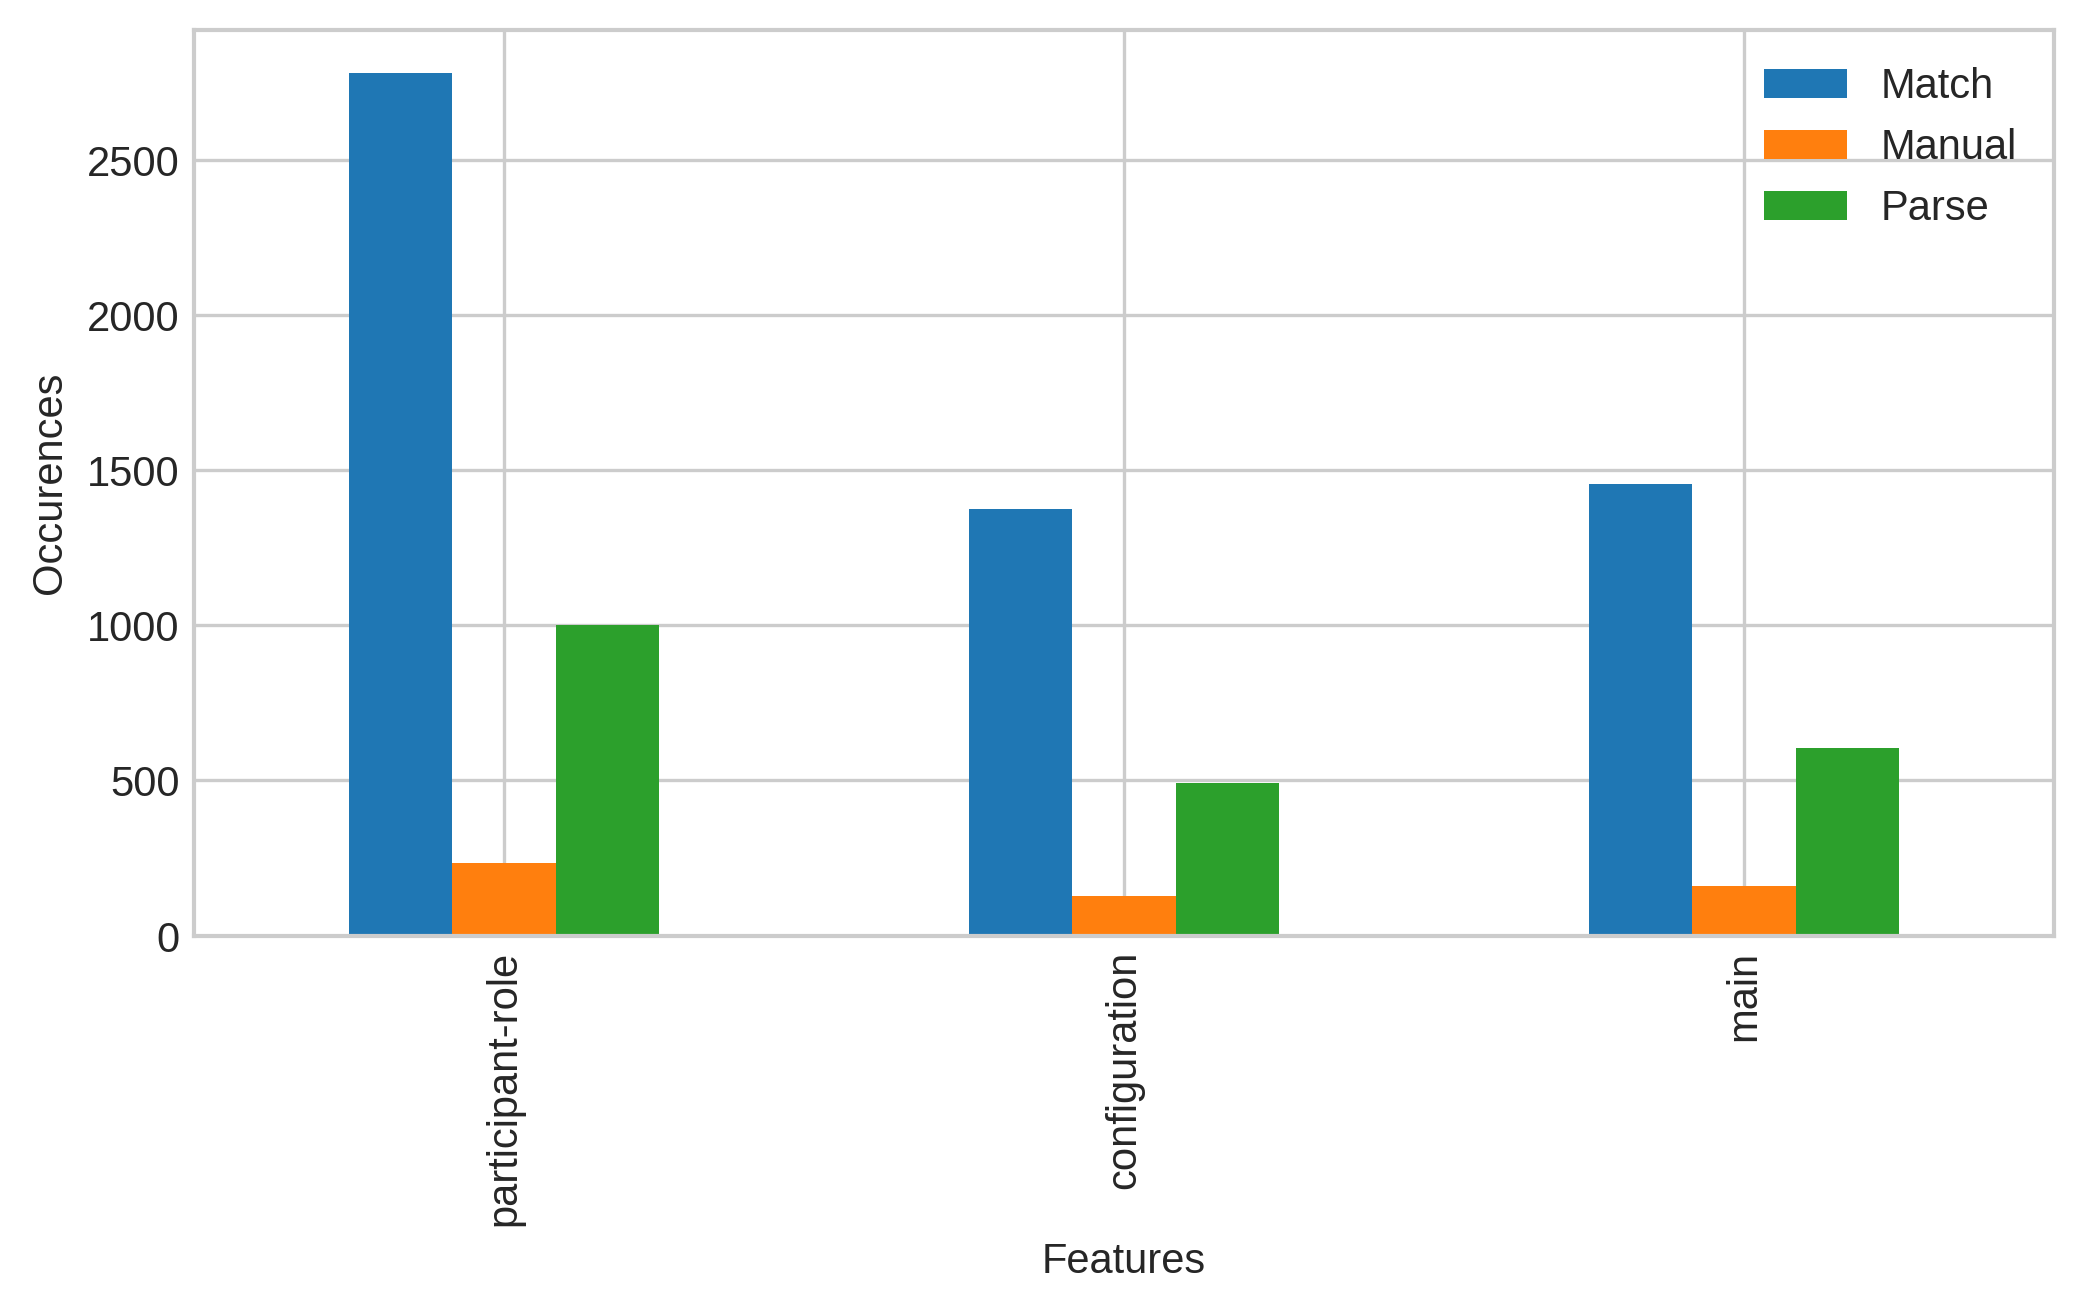 Match
Manual
Parse
2500
2000
1500
1000
500
0
Occurences
participant-role
configuration
main
Features